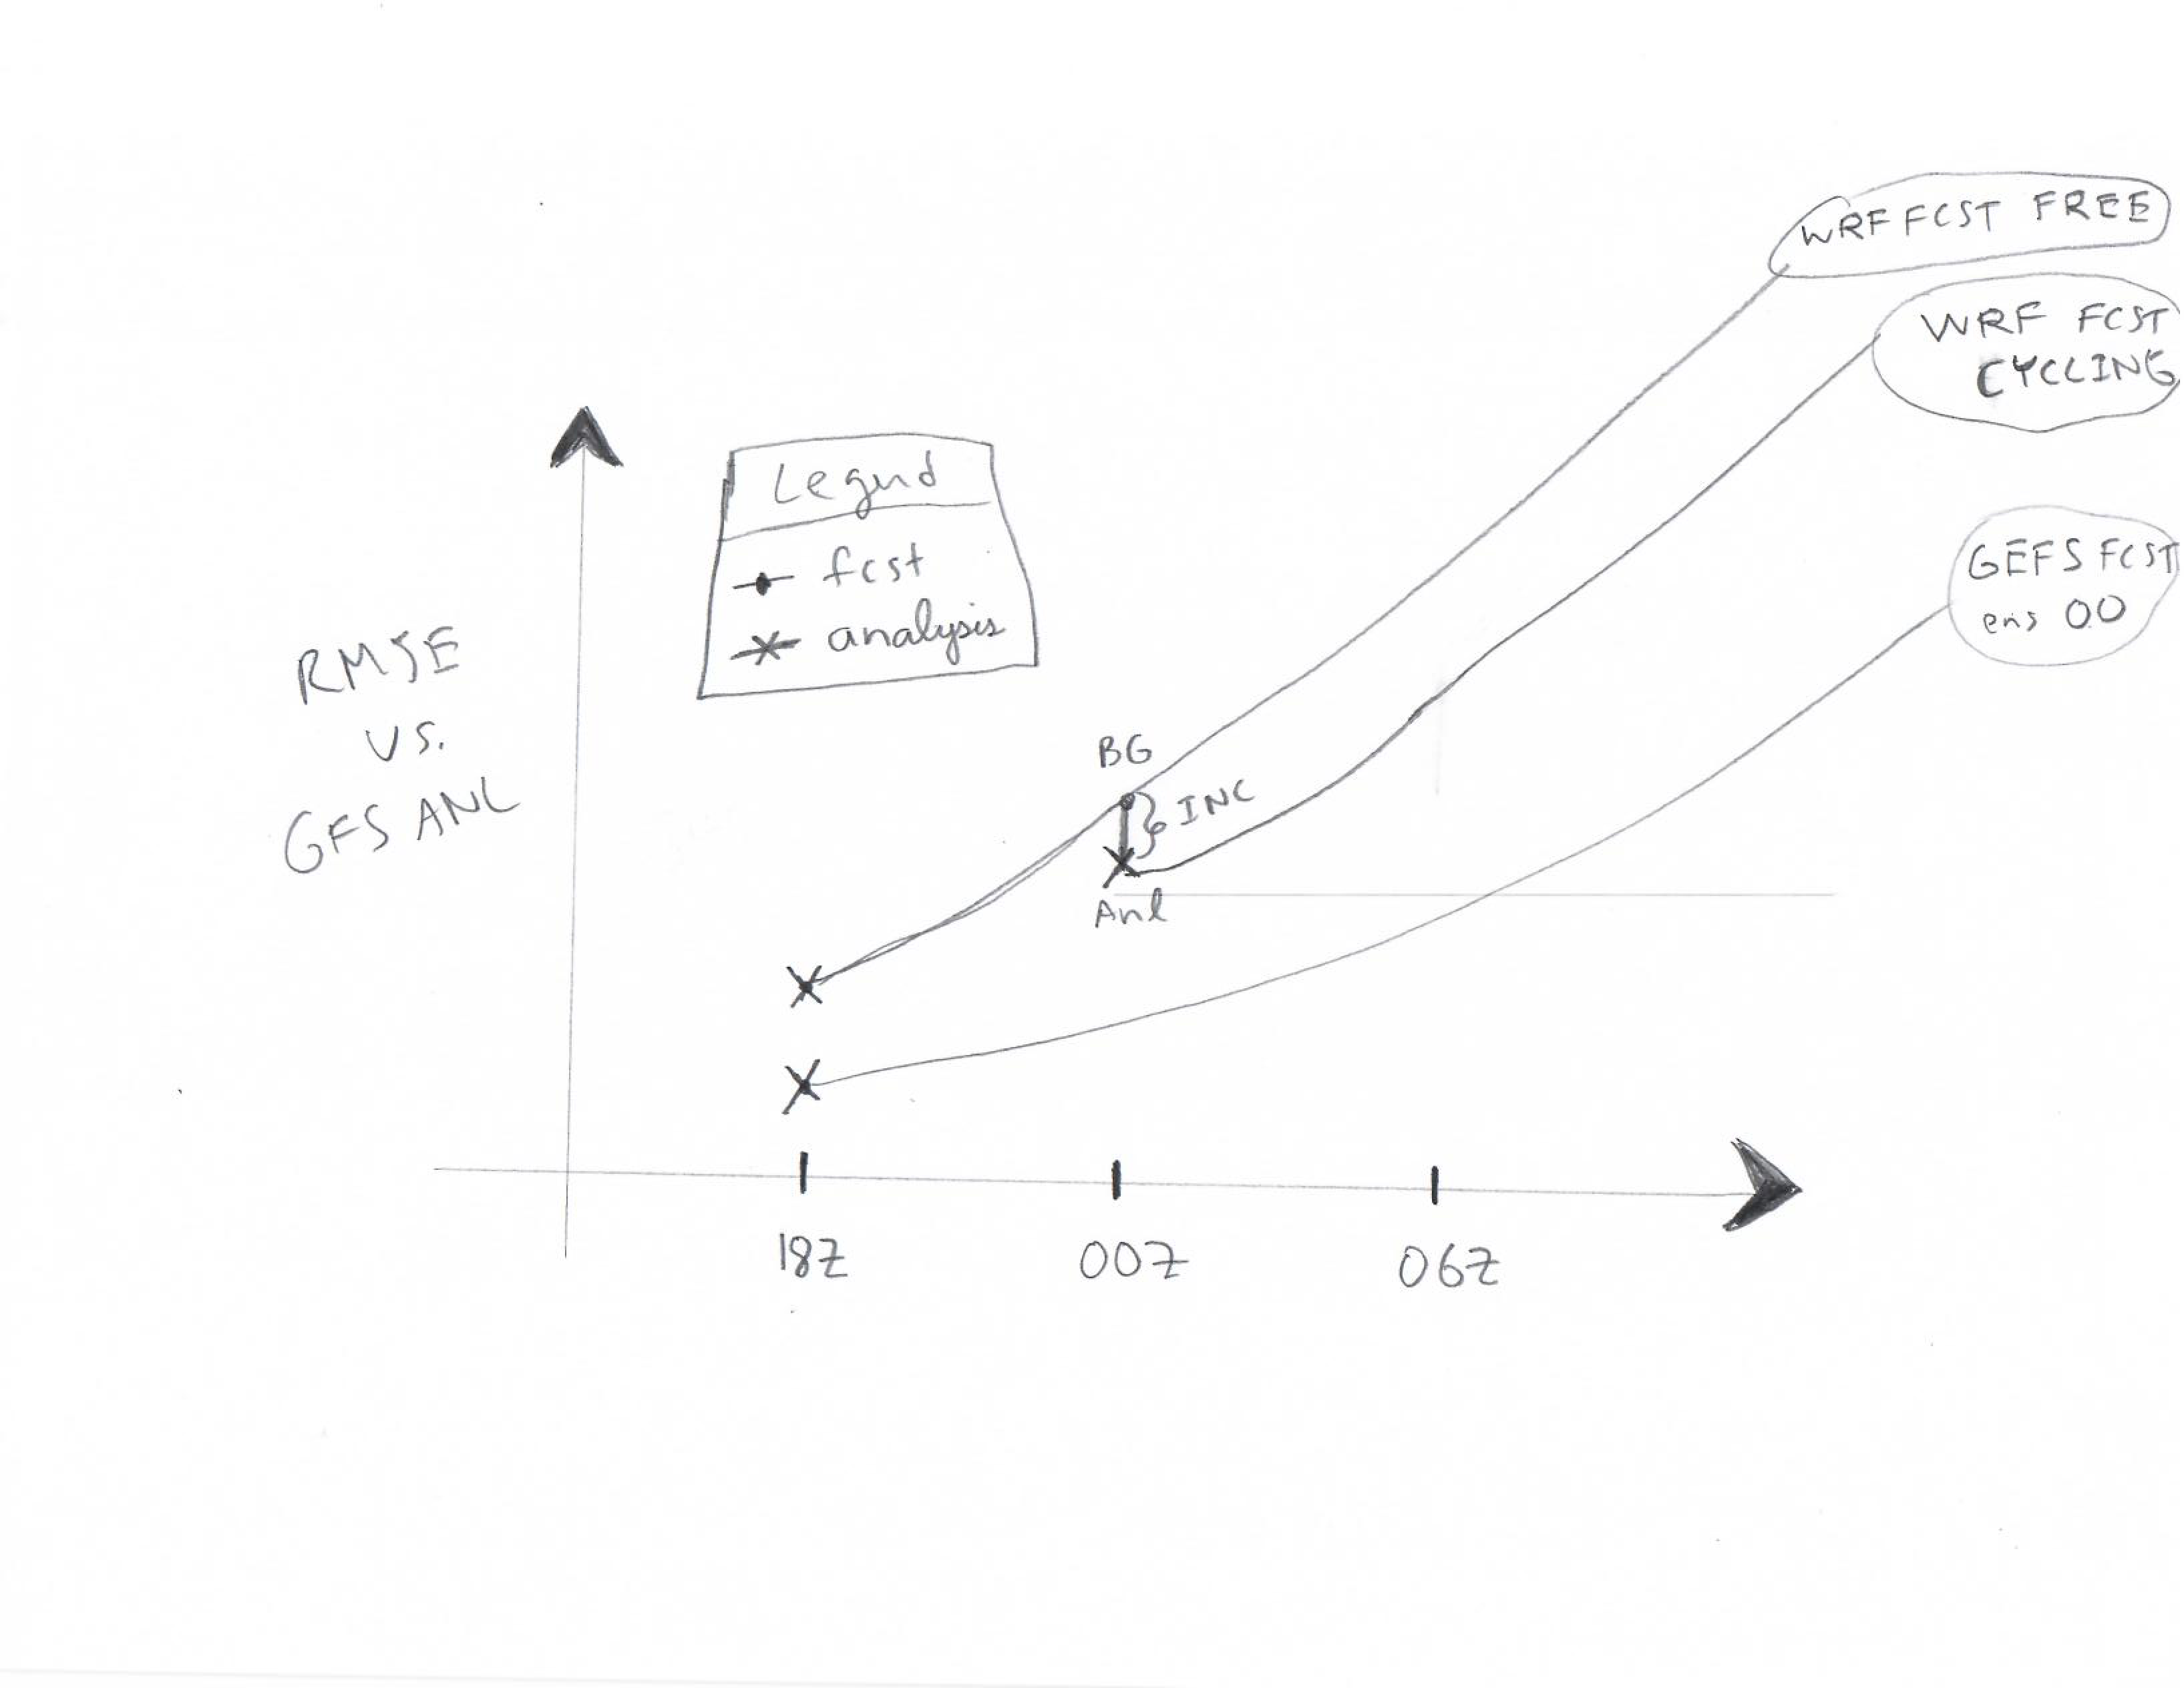 WRF FCST FREE
WRF FCST
CYCLING
Legend
fcst
analysis
GEFS FCST
ens 00
RMSE
VS.
GFS ANL
BG
INC
Anl
18Z
00Z
06Z